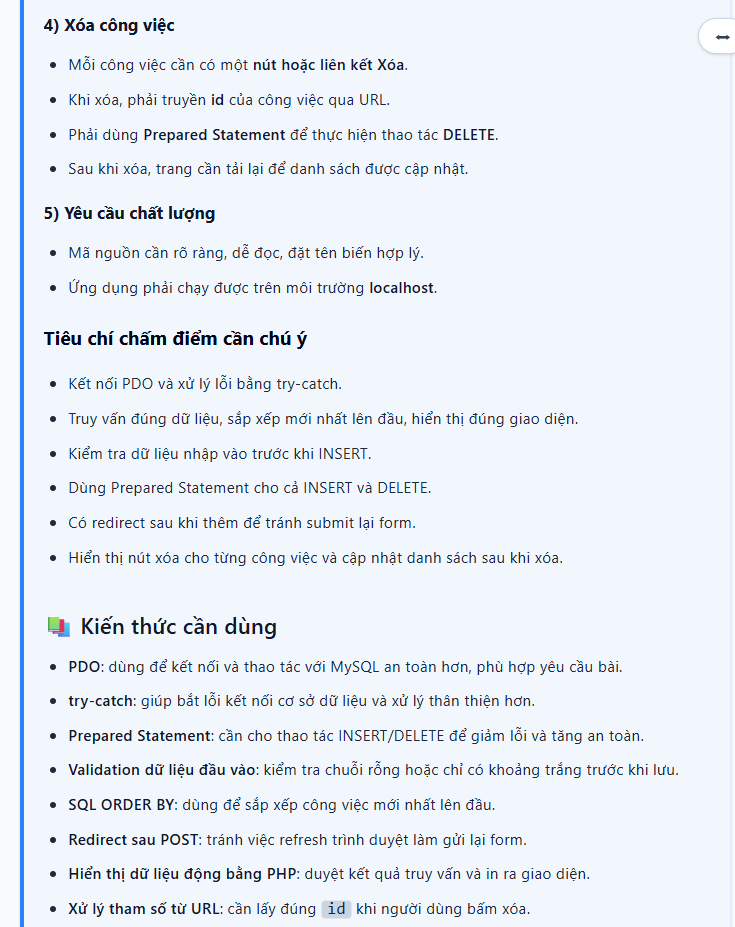 4) Xóa công việc
Mỗi công việc cần có một nút hoặc liên kết Xóa.
Khi xóa, phải truyền id của công việc qua URL.
Phải dùng Prepared Statement để thực hiện thao tác DELETE.
Sau khi xóa, trang cần tải lại để danh sách được cập nhật.
5) Yêu cầu chất lượng
Mã nguồn cần rõ ràng, dễ đọc, đặt tên biến hợp lý.
Ứng dụng phải chạy được trên môi trường localhost.
Tiêu chí chấm điểm cần chú ý
Kết nối PDO và xử lý lỗi bằng try-catch.
Truy vấn đúng dữ liệu, sắp xếp mới nhất lên đầu, hiển thị đúng giao diện.
Kiểm tra dữ liệu nhập vào trước khi INSERT.
Dùng Prepared Statement cho cả INSERT và DELETE.
Có redirect sau khi thêm để tránh submit lại form.
Hiển thị nút xóa cho từng công việc và cập nhật danh sách sau khi xóa.
Kiến thức cần dùng
PDO: dùng để kết nối và thao tác với MySQL an toàn hơn, phù hợp yêu cầu bài.
try-catch: giúp bắt lỗi kết nối cơ sở dữ liệu và xử lý thân thiện hơn.
Prepared Statement: cần cho thao tác INSERT/DELETE để giảm lỗi và tăng an toàn.
Validation dữ liệu đầu vào: kiểm tra chuỗi rỗng hoặc chỉ có khoảng trắng trước khi lưu.
SQL ORDER BY: dùng để sắp xếp công việc mới nhất lên đầu.
Redirect sau POST: tránh việc refresh trình duyệt làm gửi lại form.
Hiển thị dữ liệu động bằng PHP: duyệt kết quả truy vấn và in ra giao diện.
Xử lý tham số từ URL: cần lấy đúng id khi người dùng bấm xóa.